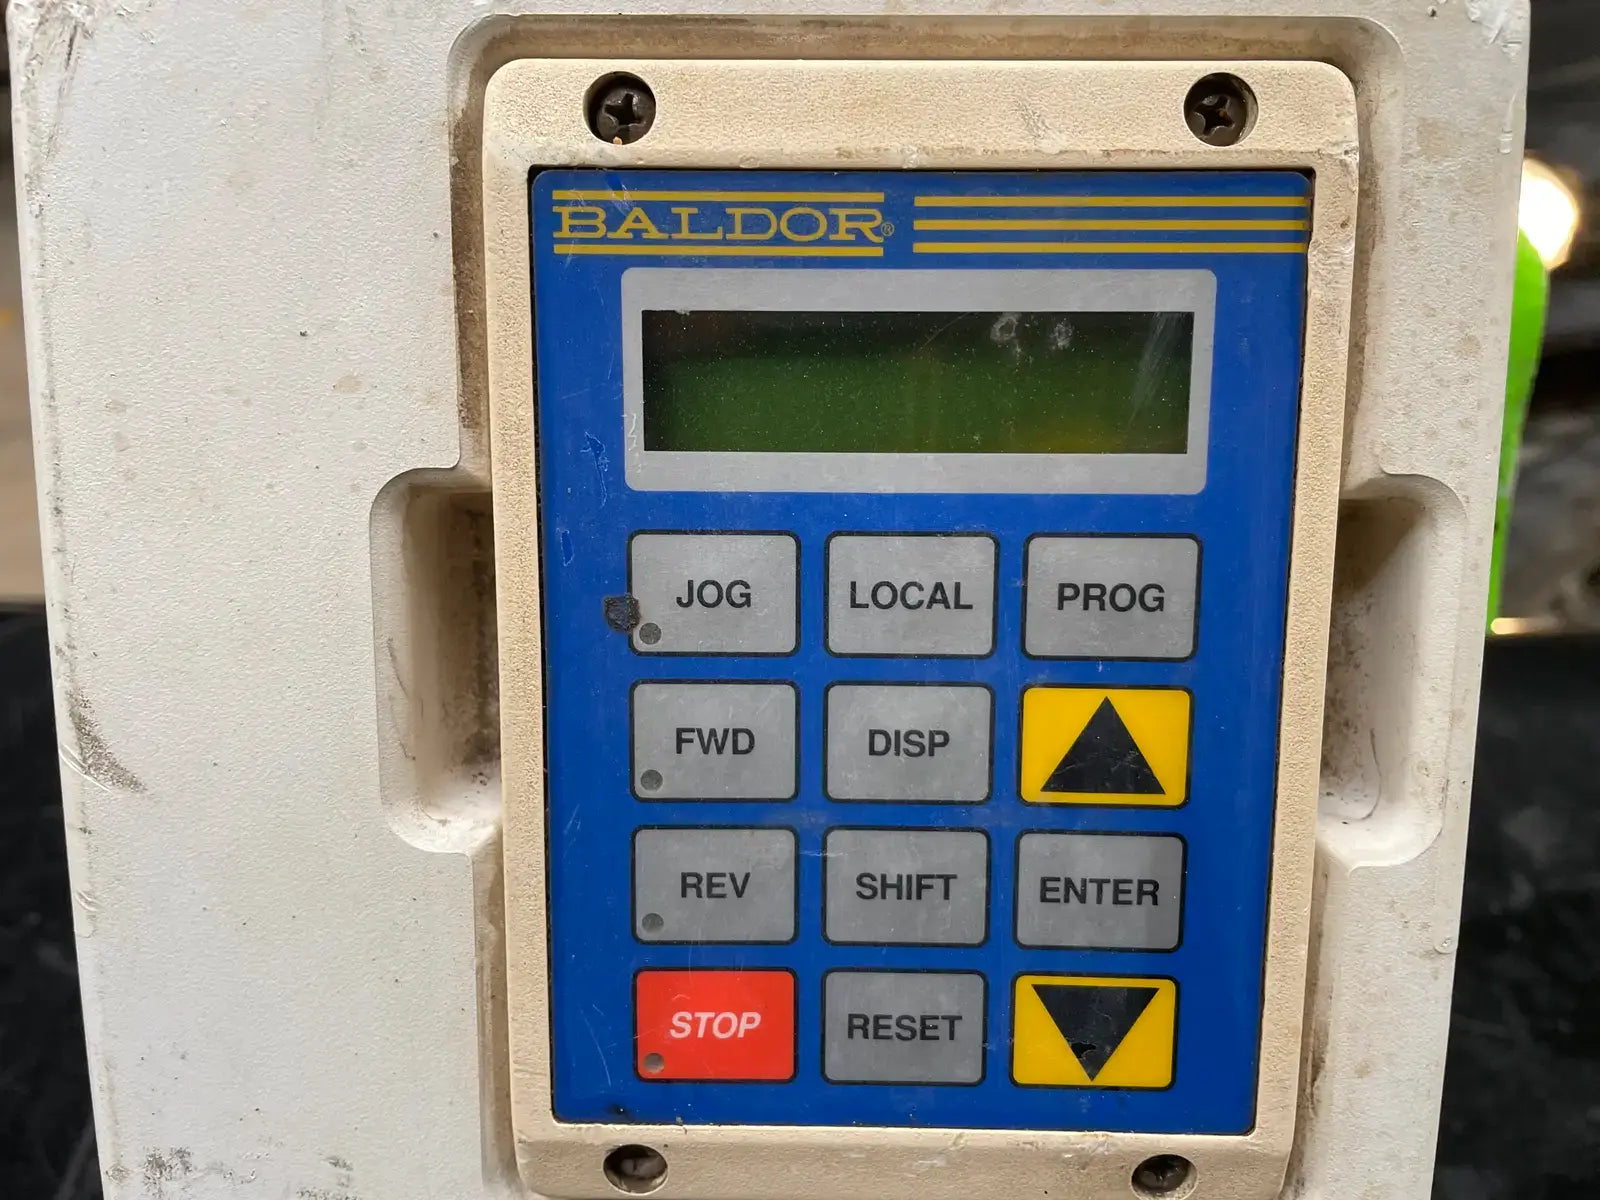 BALDOR®
JOG LOCAL PROG
FWD DISP
REV SHIFT ENTER
STOP RESET